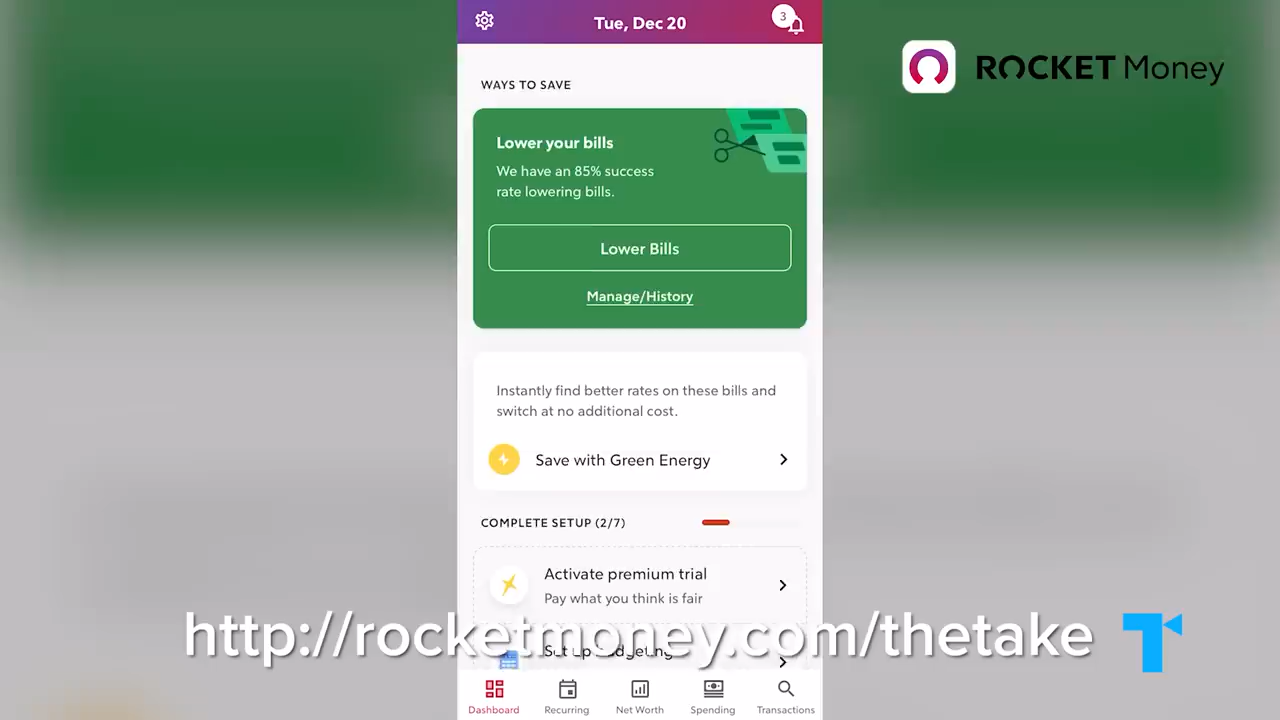 Tue, Dec 20
3
ROCKET Money
WAYS TO SAVE
Lower your bills
We have an 85% success
rate lowering bills.
Lower Bills
Manage/History
Instantly find better rates on these bills and
switch at no additional cost.
Save with Green Energy
COMPLETE SETUP (2/7)
Activate premium trial
Pay what you think is fair
http://rocketmoney.com/thetake
Set up budgeting
Dashboard
Recurring
Net Worth
Spending
Transactions